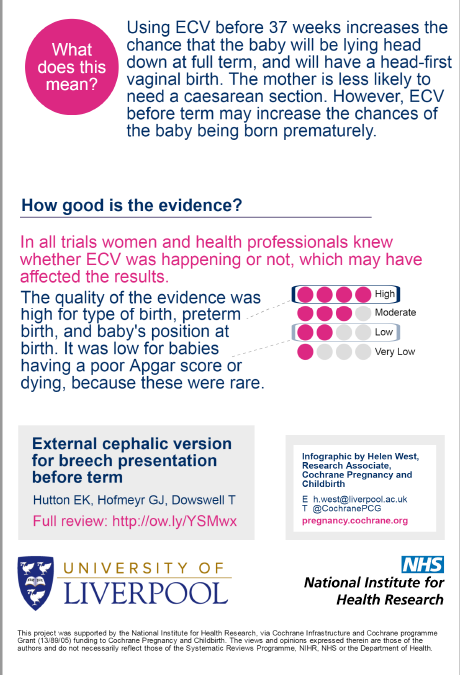 What
does this
mean?
Using ECV before 37 weeks increases the
chance that the baby will be lying head
down at full term, and will have a head-first
vaginal birth. The mother is less likely to
need a caesarean section. However, ECV
before term may increase the chances of
the baby being born prematurely.
How good is the evidence?
In all trials women and health professionals knew
whether ECV was happening or not, which may have
affected the results.
The quality of the evidence was
high for type of birth, preterm
birth, and baby's position at
birth. It was low for babies
having a poor Apgar score or
dying, because these were rare.
High
Moderate
Low
Very Low
External cephalic version
for breech presentation
before term
Hutton EK, Hofmeyr GJ, Dowswell T
Full review: http://ow.ly/YSMwx
Infographic by Helen West,
Research Associate,
Cochrane Pregnancy and
Childbirth
E h.west@liverpool.ac.uk
T @CochranePCG
pregnancy.cochrane.org
UNIVERSITY OF
LIVERPOOL
NHS
National Institute for
Health Research
This project was supported by the National Institute for Health Research, via Cochrane Infrastructure and Cochrane programme
Grant (13/89/05) funding to Cochrane Pregnancy and Childbirth. The views and opinions expressed therein are those of the
authors and do not necessarily reflect those of the Systematic Reviews Programme, NIHR, NHS or the Department of Health.